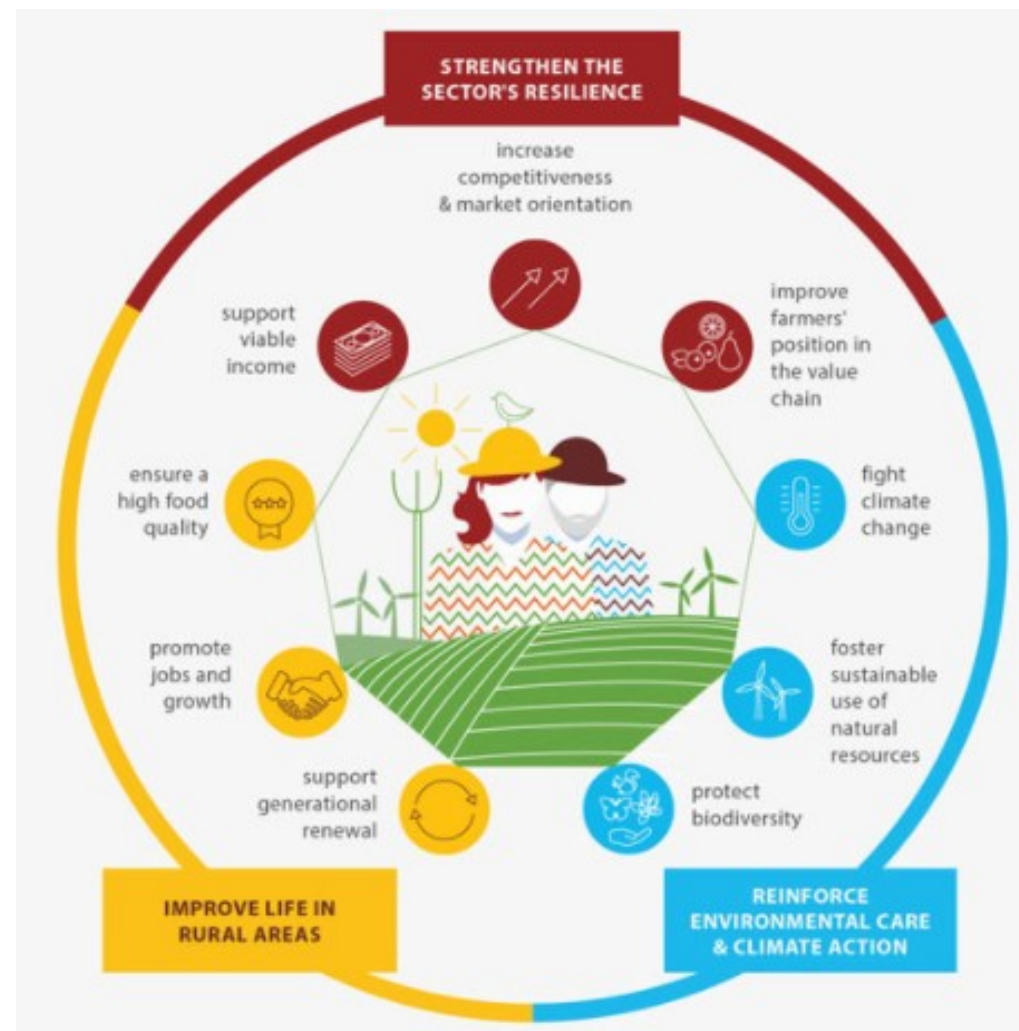 STRENGTHEN THE
SECTOR'S RESILIENCE
increase
competitiveness
& market orientation
support
viable
income
improve
farmers'
position in
the value
chain
ensure a
high food
quality
fight
climate
change
promote
jobs and
growth
foster
sustainable
use of
natural
resources
support
generational
renewal
protect
biodiversity
IMPROVE LIFE IN
RURAL AREAS
REINFORCE
ENVIRONMENTAL CARE
& CLIMATE ACTION